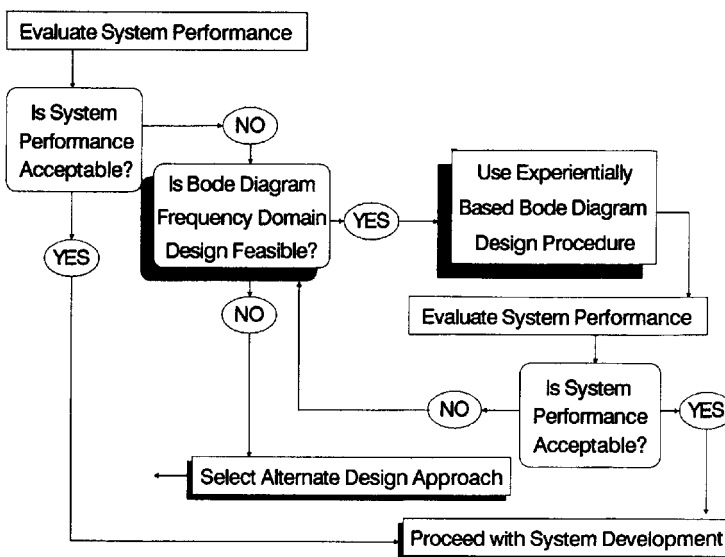 Evaluate System Performance
Is System
Performance
Acceptable?
NO
Is Bode Diagram
Frequency Domain
Design Feasible?
YES
Use Experientially
Based Bode Diagram
Design Procedure
YES
NO
Evaluate System Performance
Is System
Performance
Acceptable?
NO
YES
Select Alternate Design Approach
Proceed with System Development